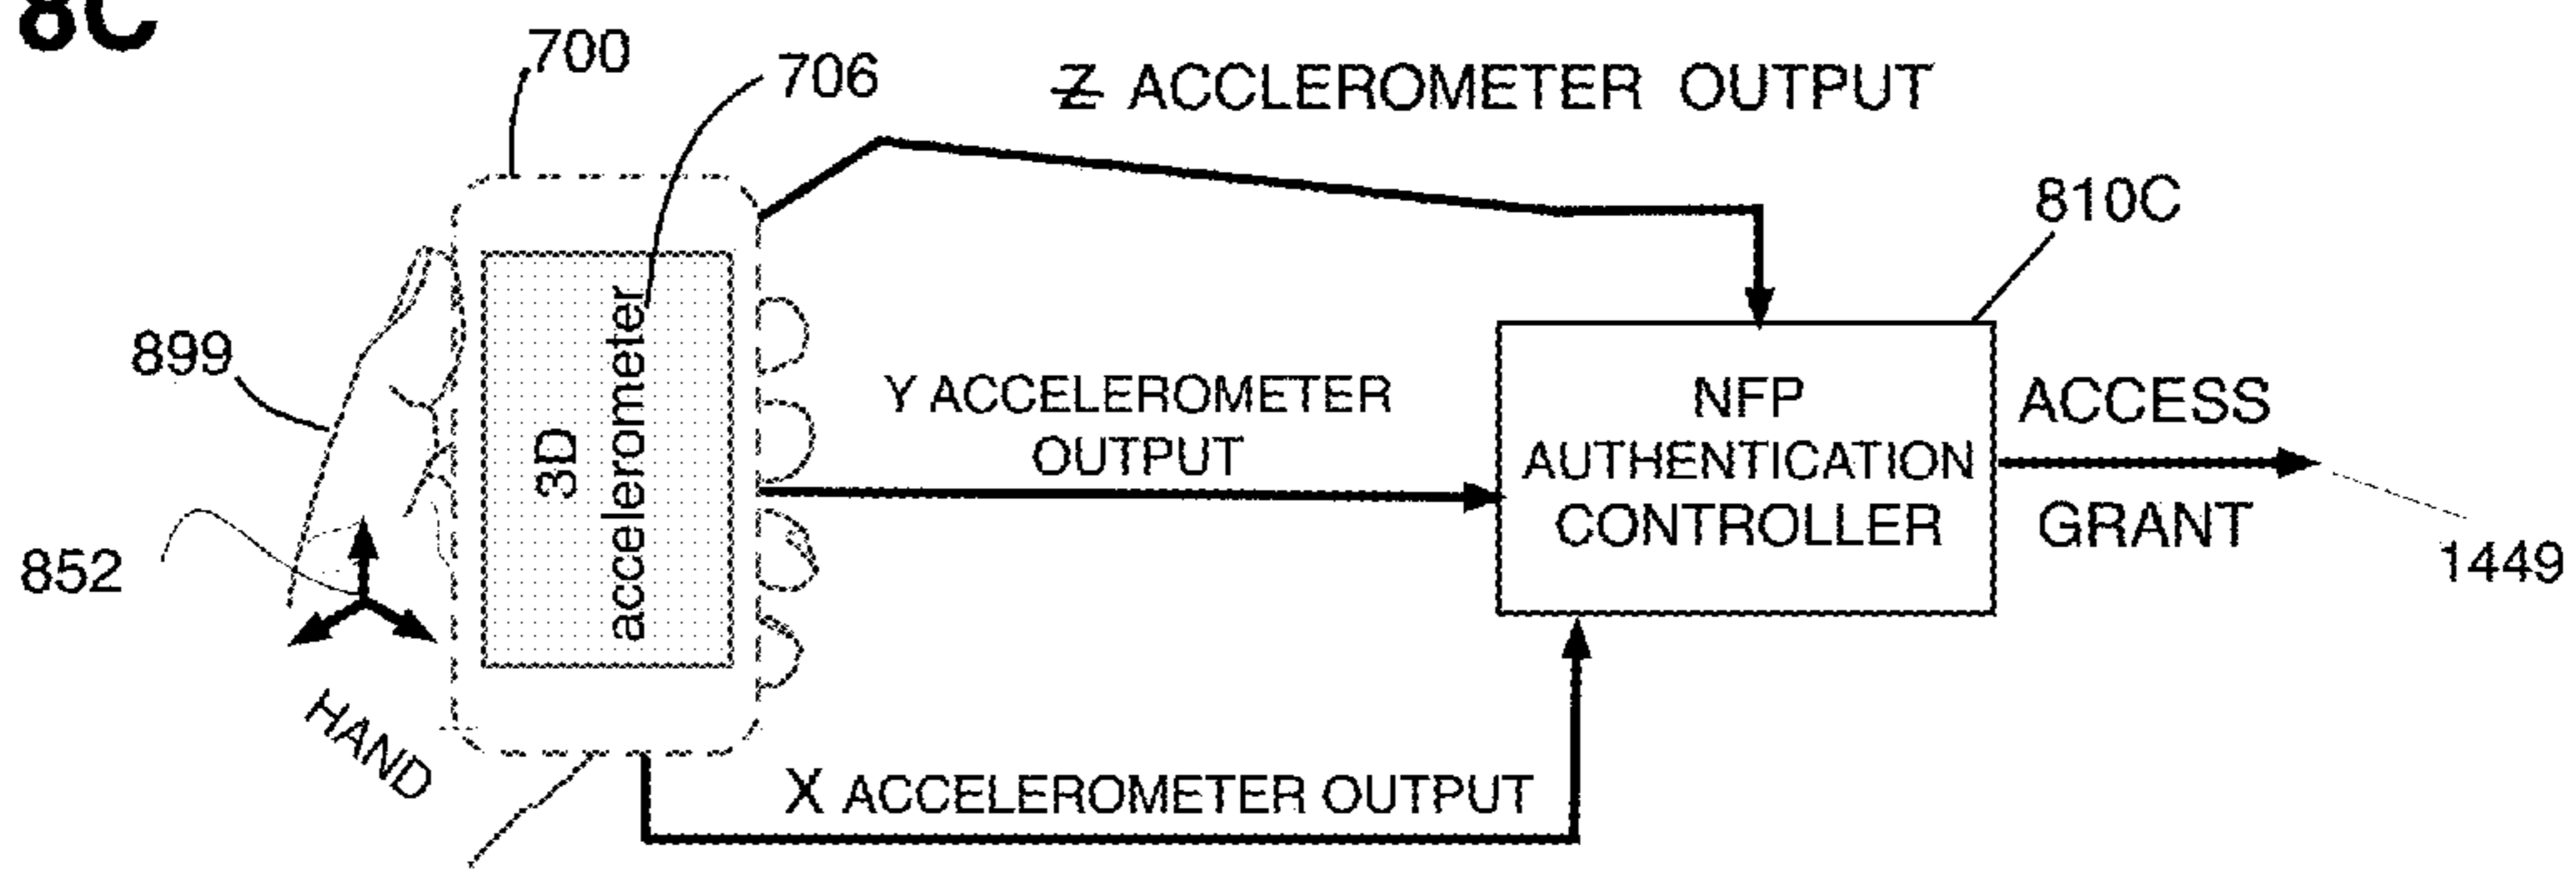 8C
700
706
Z ACCLEROMETER OUTPUT
810C
899
3D
accelerometer
Y ACCELEROMETER
OUTPUT
NFP
AUTHENTICATION
CONTROLLER
ACCESS
GRANT
852
1449
HAND
X ACCELEROMETER OUTPUT